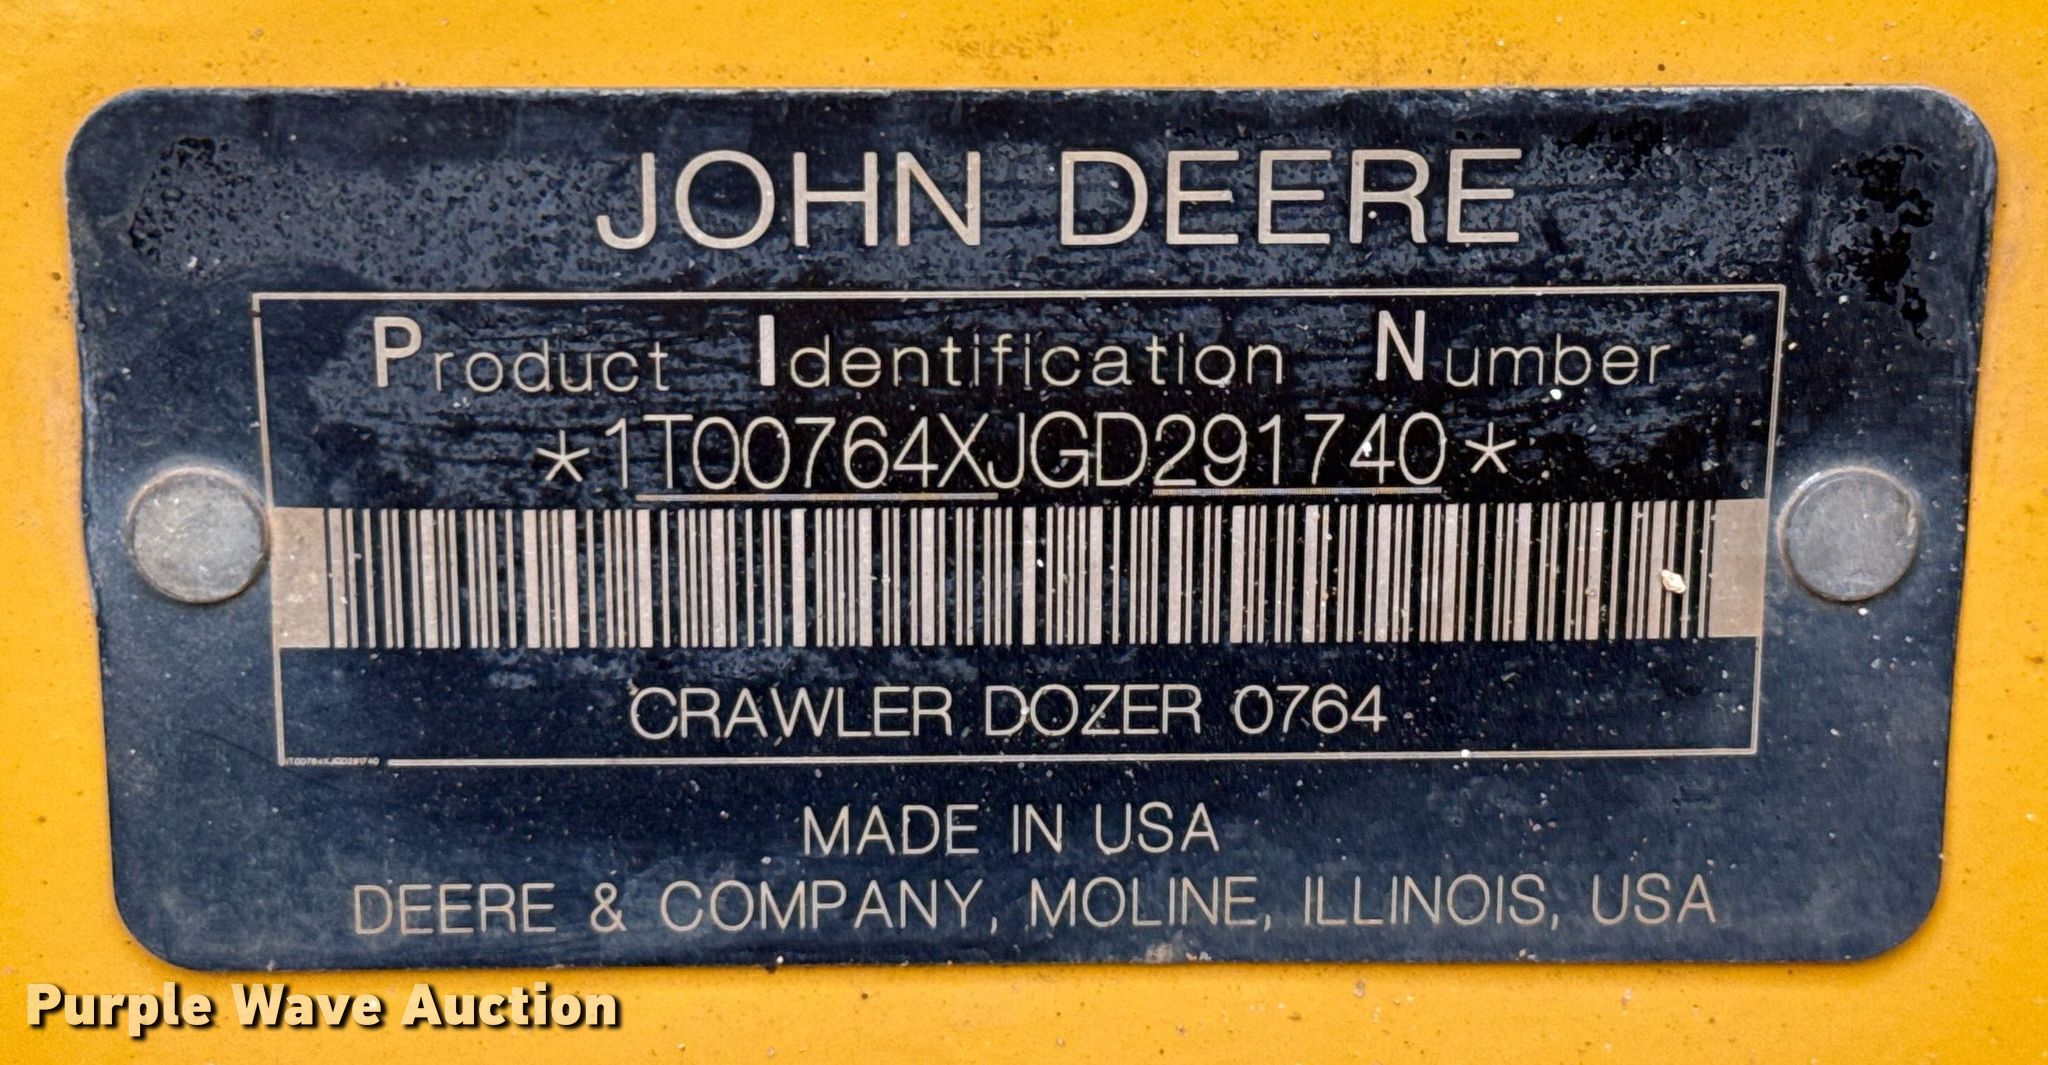 JOHN DEERE
Product Identification Number
*1T00764XJGD291740*
CRAWLER DOZER 0764
1T00764XJGD291740
MADE IN USA
DEERE & COMPANY, MOLINE, ILLINOIS, USA
Purple Wave Auction